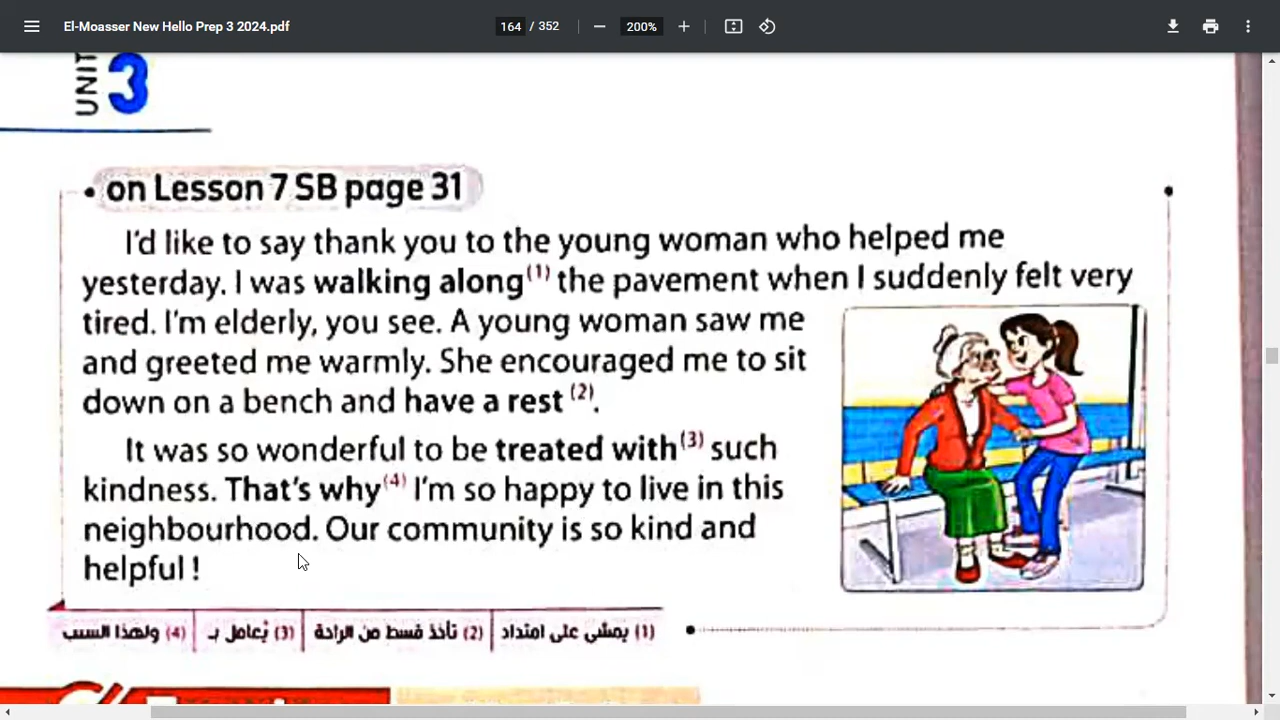 El-Moasser New Hello Prep 3 2024.pdf
164 / 352
200%
UNIT 3
• on Lesson 7 SB page 31
I'd like to say thank you to the young woman who helped me
yesterday. I was walking along(1) the pavement when I suddenly felt very
tired. I'm elderly, you see. A young woman saw me
and greeted me warmly. She encouraged me to sit
down on a bench and have a rest (2).
It was so wonderful to be treated with(3) such
kindness. That's why(4) I'm so happy to live in this
neighbourhood. Our community is so kind and
helpful !
(1) يمشى على امتداد (2) تأخذ قسط من الراحة (3) يُعامل بـ (4) ولهذا السبب